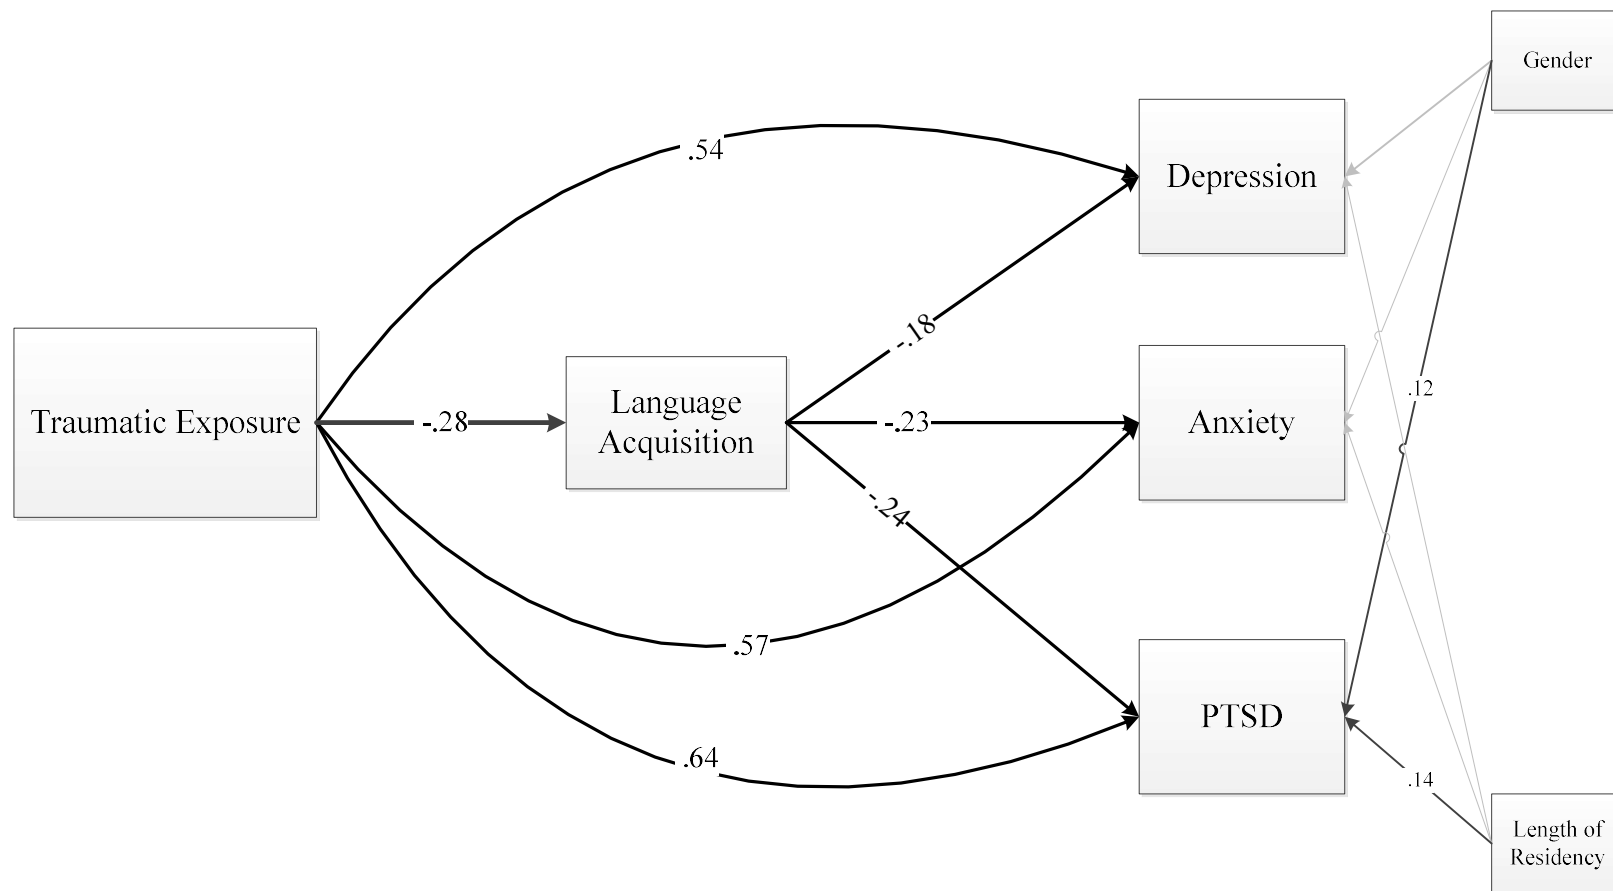 Gender
.54
Depression
-.18
Traumatic Exposure
-.28
Language
Acquisition
-.23
Anxiety
.12
-.24
.57
PTSD
.64
.14
Length of
Residency